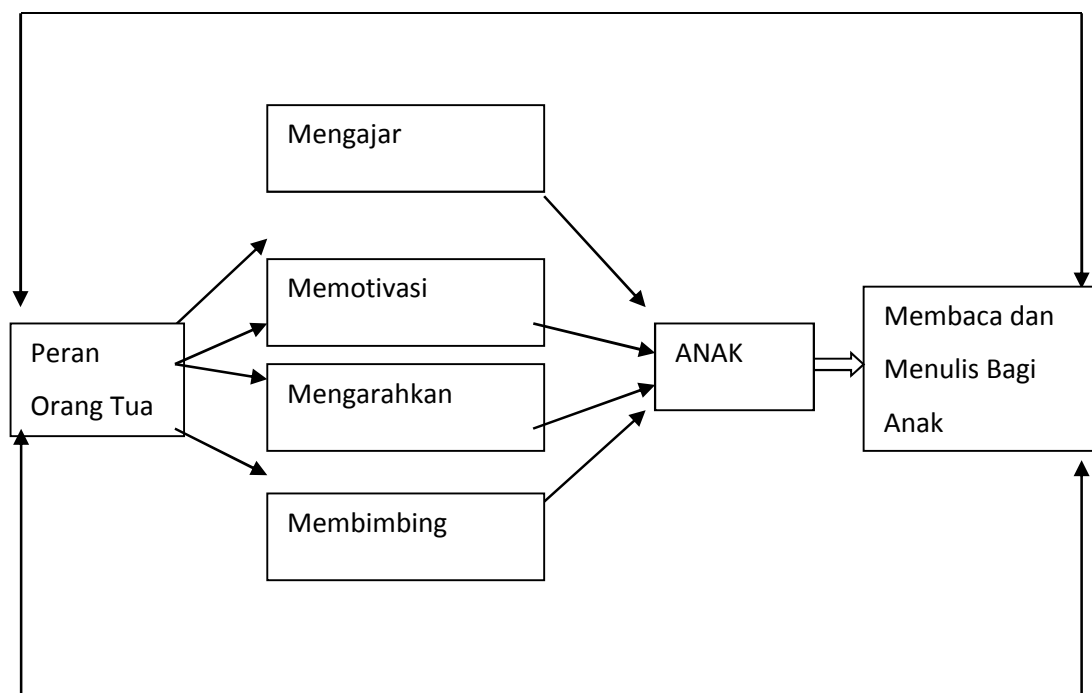 Mengajar
Memotivasi
Mengarahkan
Membimbing
Peran
Orang Tua
ANAK
Membaca dan
Menulis Bagi
Anak